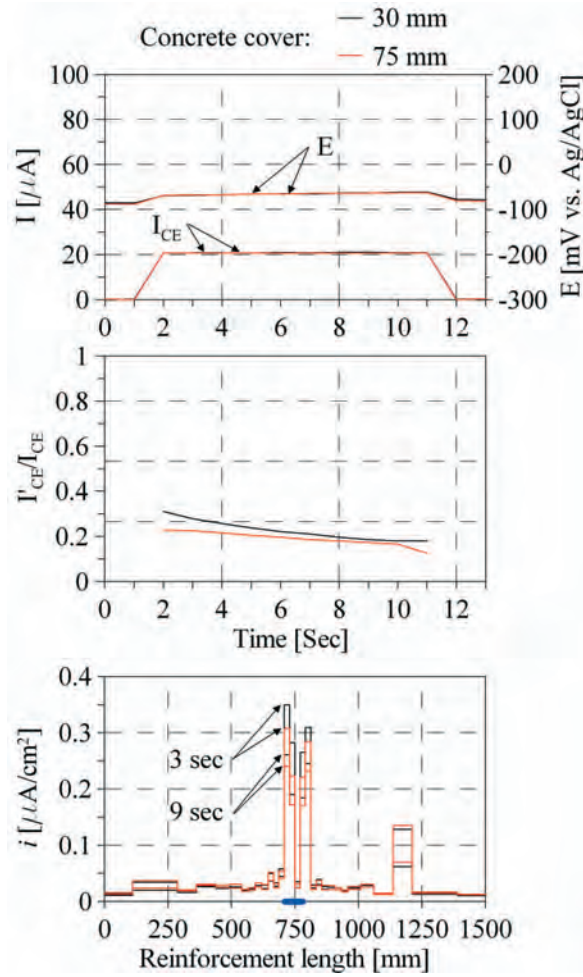 Concrete cover:
30 mm
75 mm
I [μA]
100
80
60
40
20
0
E
I_CE
200
100
0
-100
-200
-300
E [mV vs. Ag/AgCl]
0 2 4 6 8 10 12
I'_CE/I_CE
1
0.8
0.6
0.4
0.2
0
0 2 4 6 8 10 12
Time [Sec]
i [μA/cm²]
0.4
0.3
0.2
0.1
0
3 sec
9 sec
0 250 500 750 1000 1250 1500
Reinforcement length [mm]